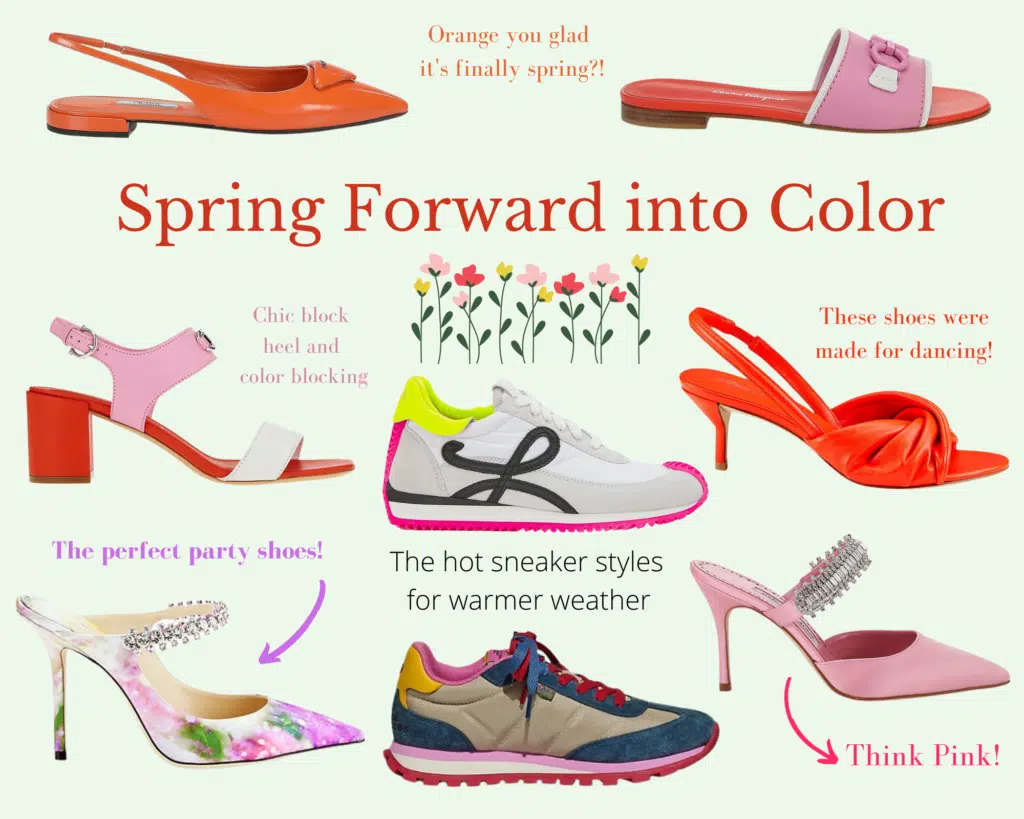 Orange you glad
it's finally spring?!
Spring Forward into Color
Chic block
heel and
color blocking
These shoes were
made for dancing!
The perfect party shoes!
The hot sneaker styles
for warmer weather
Think Pink!